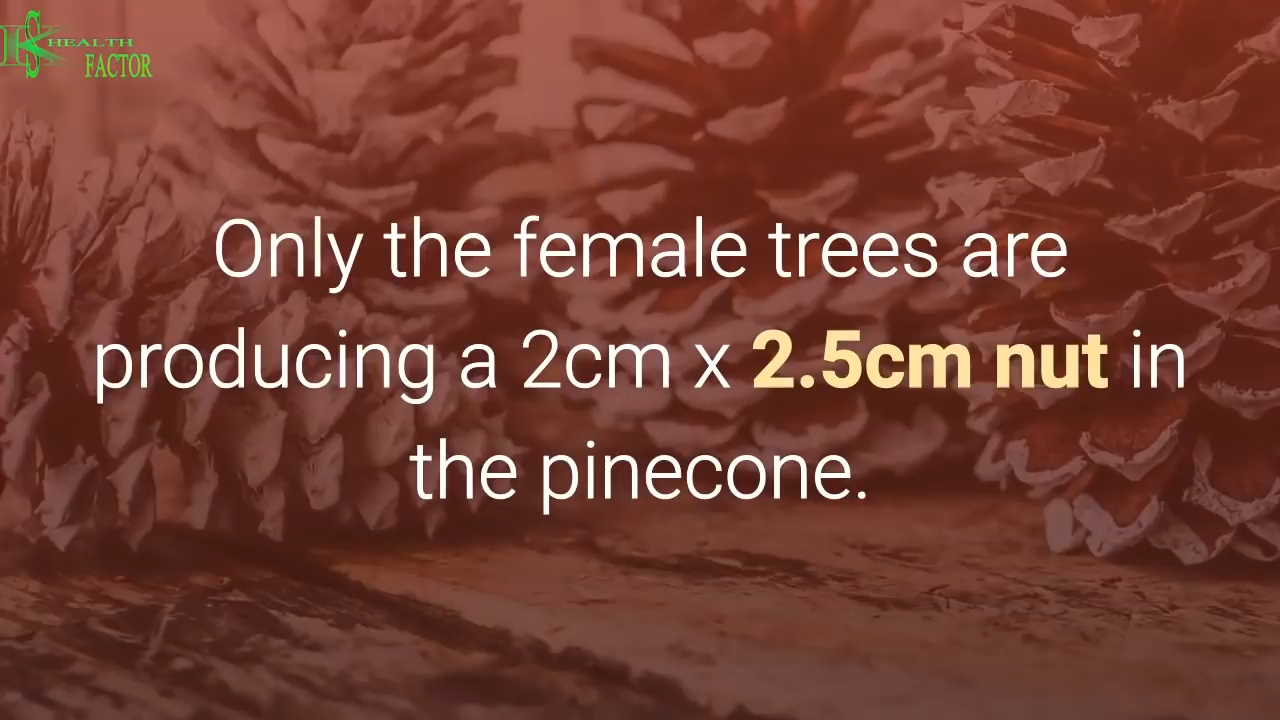 HEALTH
FACTOR
Only the female trees are
producing a 2cm x 2.5cm nut in
the pinecone.